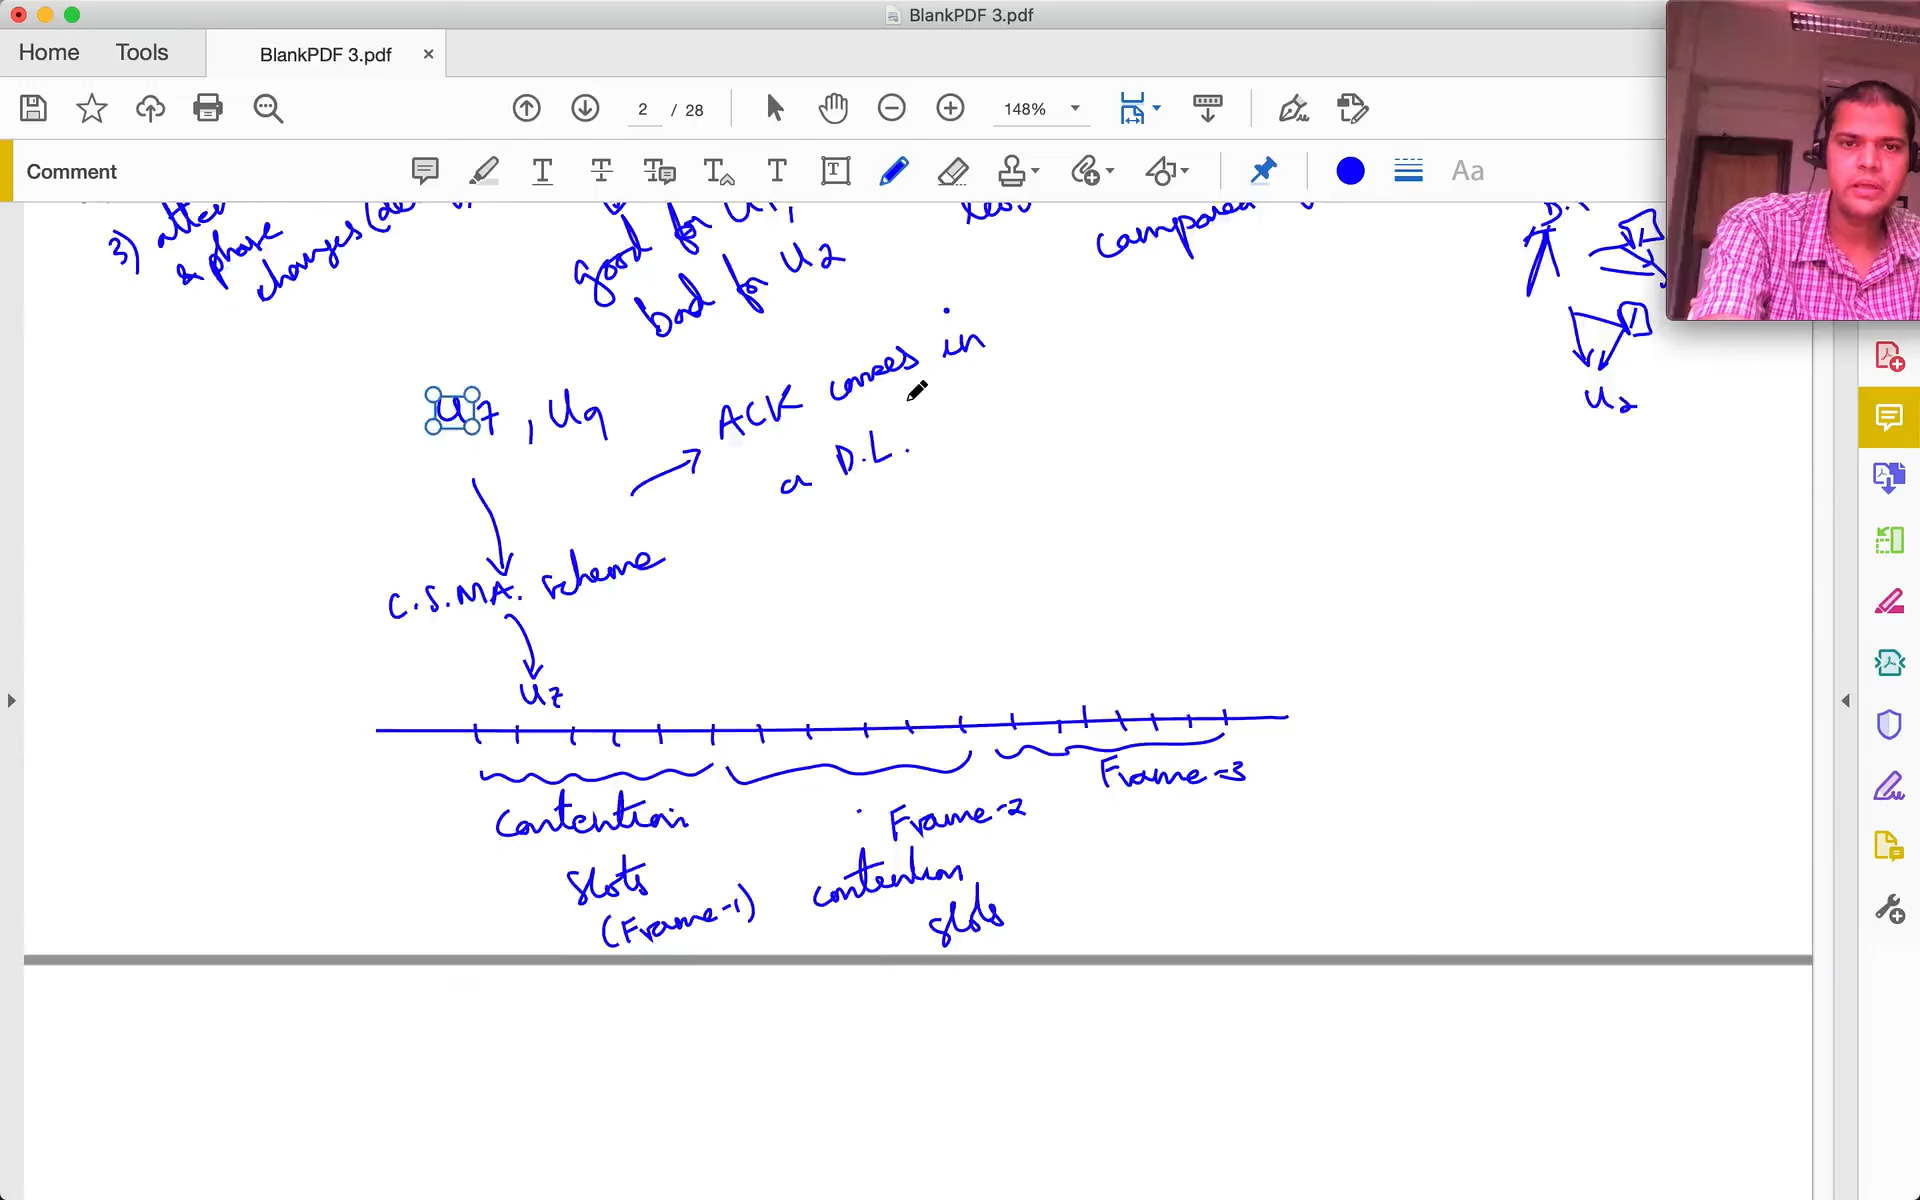 BlankPDF 3.pdf
Home Tools BlankPDF 3.pdf ×
2 / 28 148%
Comment Aa
3)
& phase
changes
good for U1,
bad for U2
compared
U7 , U9
ACK comes in
a D.L.
U2
C.S.M.A. scheme
U7
Contention
slots
(Frame-1)
Frame-2
contention
slots
Frame-3